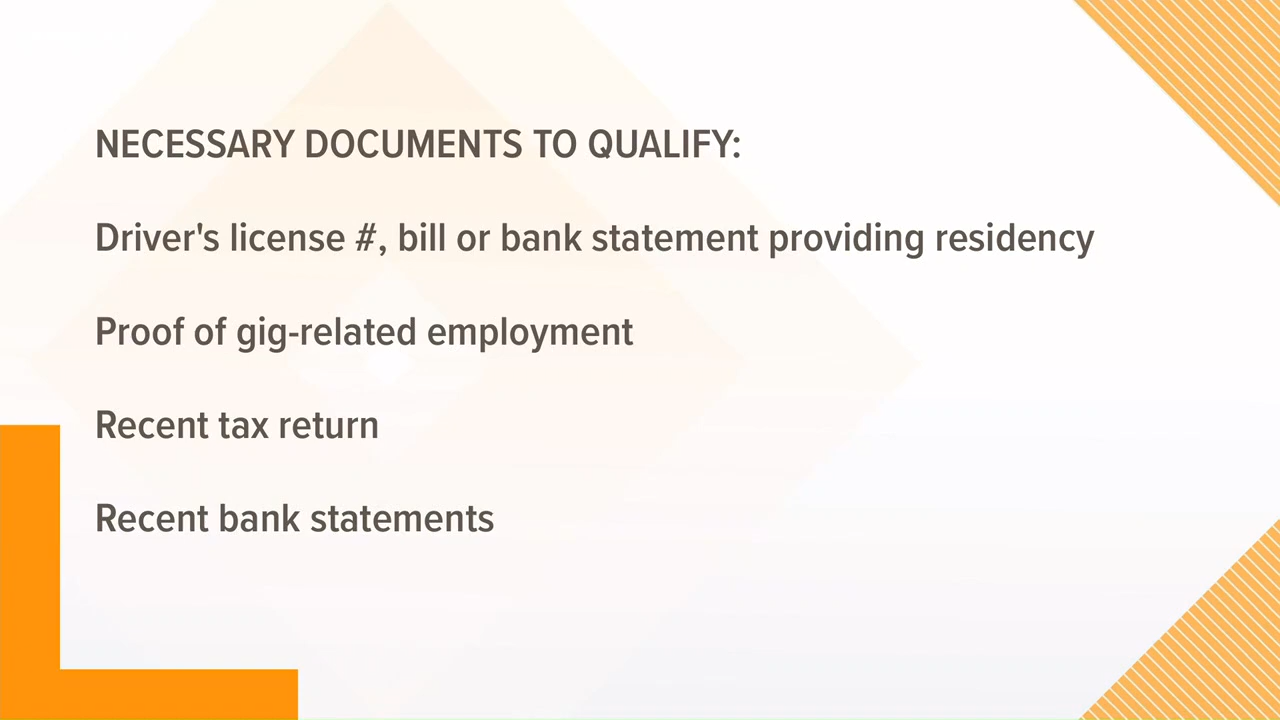 NECESSARY DOCUMENTS TO QUALIFY:
Driver's license #, bill or bank statement providing residency
Proof of gig-related employment
Recent tax return
Recent bank statements